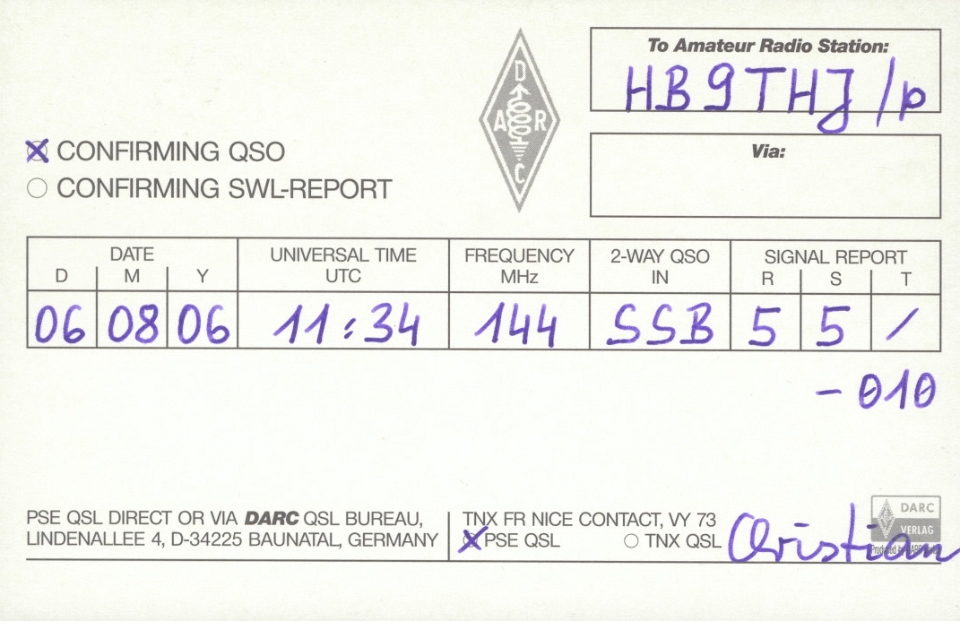 To Amateur Radio Station:
HB9THJ/p
DARC
Via:
CONFIRMING QSO
CONFIRMING SWL-REPORT
DATE UNIVERSAL TIME FREQUENCY 2-WAY QSO SIGNAL REPORT
D M Y UTC MHz IN R S T
06 08 06 11:34 144 SSB 5 5 /
- 010
PSE QSL DIRECT OR VIA DARC QSL BUREAU,
LINDENALLEE 4, D-34225 BAUNATAL, GERMANY
TNX FR NICE CONTACT, VY 73
PSE QSL TNX QSL
Christian
DARC
VERLAG